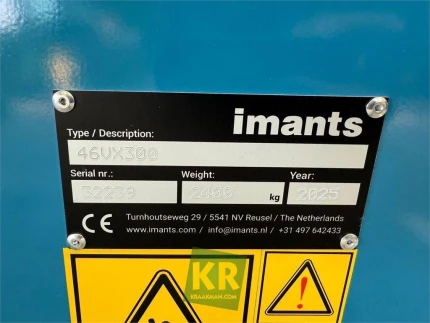 imants
Type / Description:
46VX300
Serial nr.: Weight: Year:
32239 kg 2025
Turnhoutseweg 29 / 5541 NV Reusel / The Netherlands
www.imants.com / info@imants.nl / +31 497 642433
CE
KR
KRAAKMAN.COM